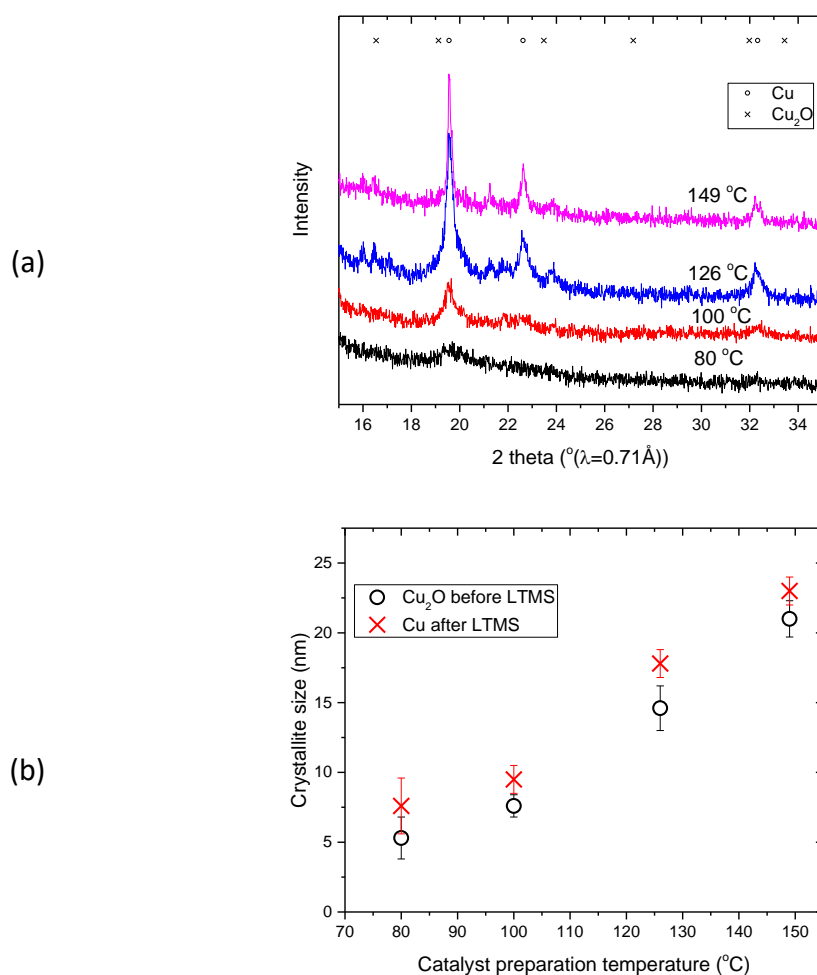 (a)
Intensity
○ Cu
× Cu₂O
149 °C
126 °C
100 °C
80 °C
16 18 20 22 24 26 28 30 32 34
2 theta (°(λ=0.71Å))
(b)
Crystallite size (nm)
25
20
15
10
5
0
Cu₂O before LTMS
Cu after LTMS
70 80 90 100 110 120 130 140 150
Catalyst preparation temperature (°C)